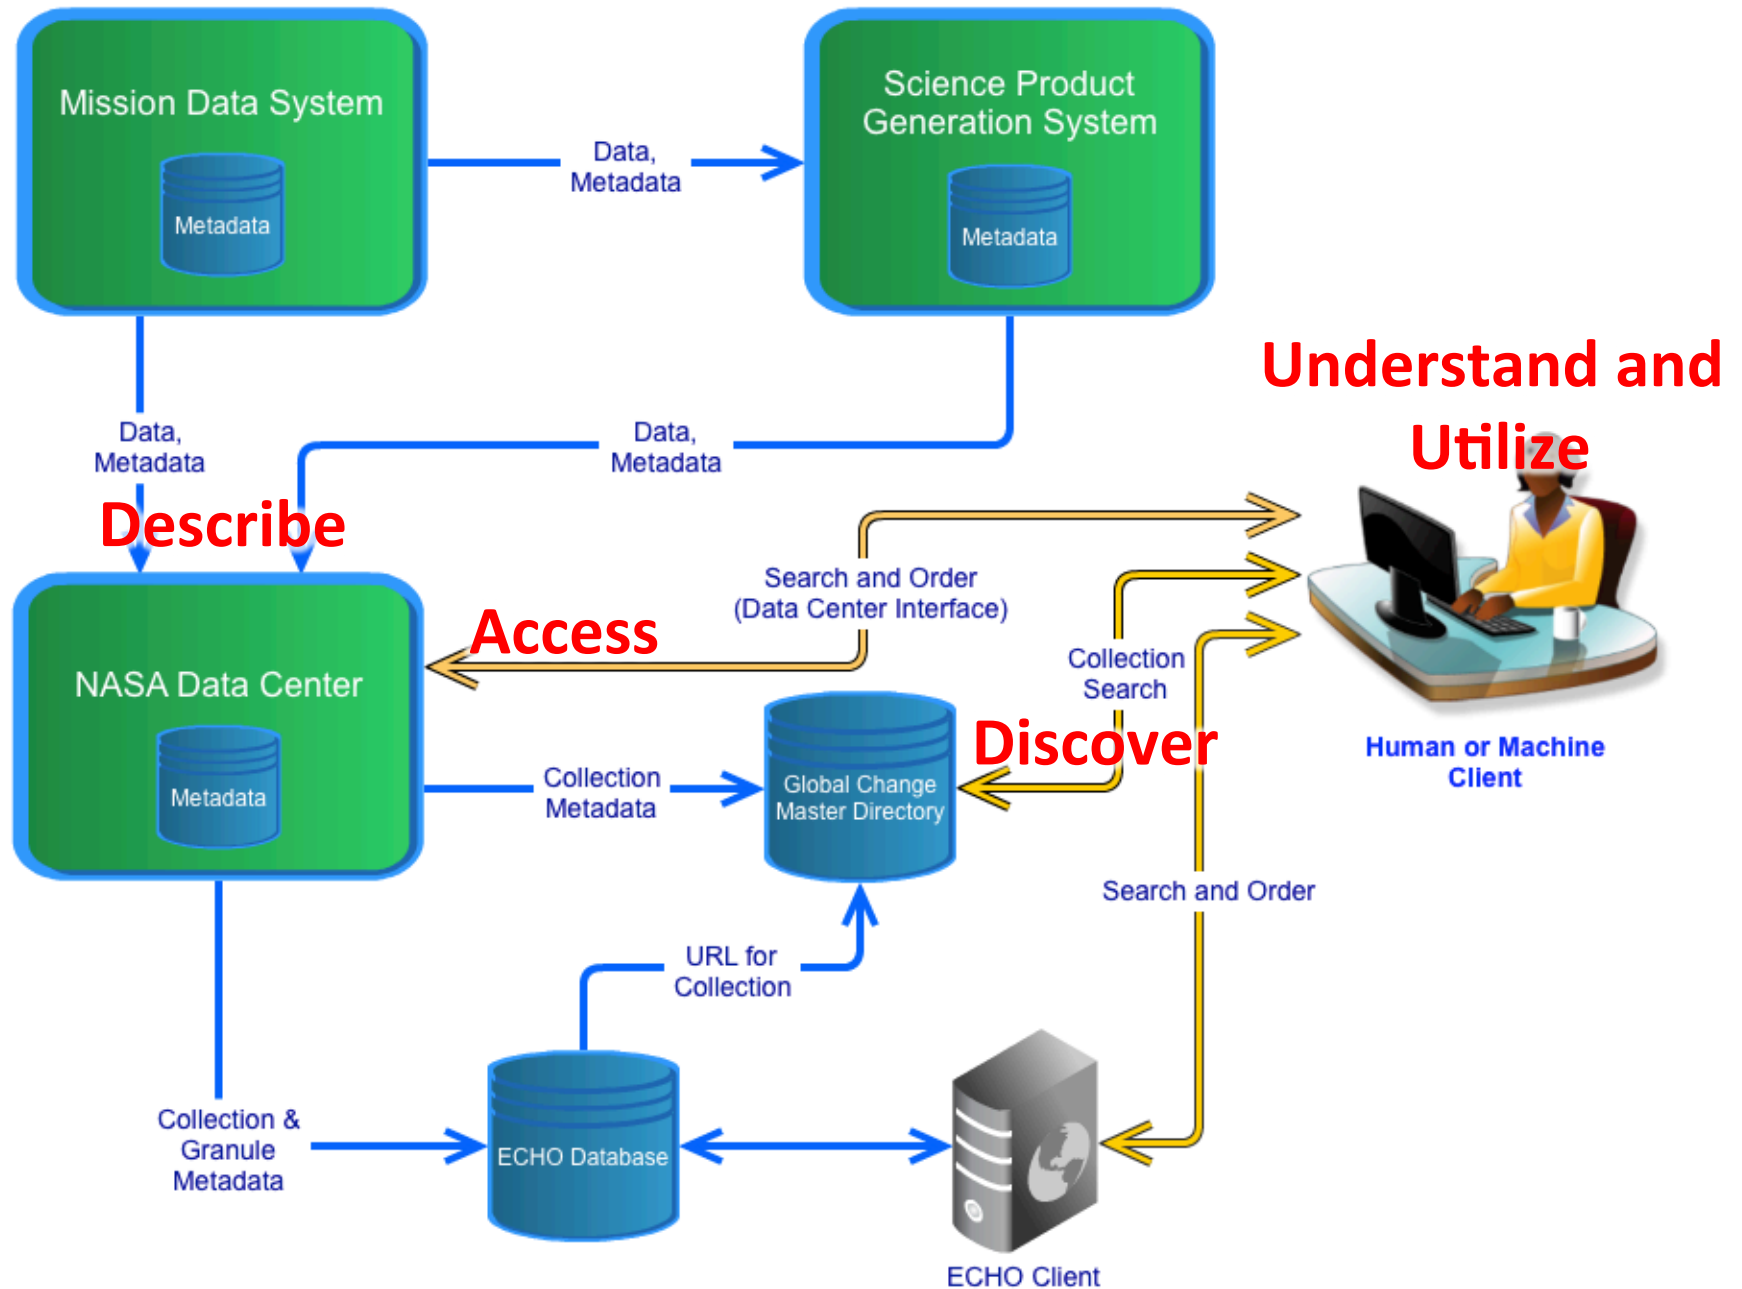 Mission Data System
Metadata
Science Product
Generation System
Metadata
Data,
Metadata
Data,
Metadata
Data,
Metadata
Understand and
Utilize
Describe
Search and Order
(Data Center Interface)
Access
NASA Data Center
Metadata
Collection
Search
Discover
Human or Machine
Client
Collection
Metadata
Global Change
Master Directory
Search and Order
URL for
Collection
Collection &
Granule
Metadata
ECHO Database
ECHO Client